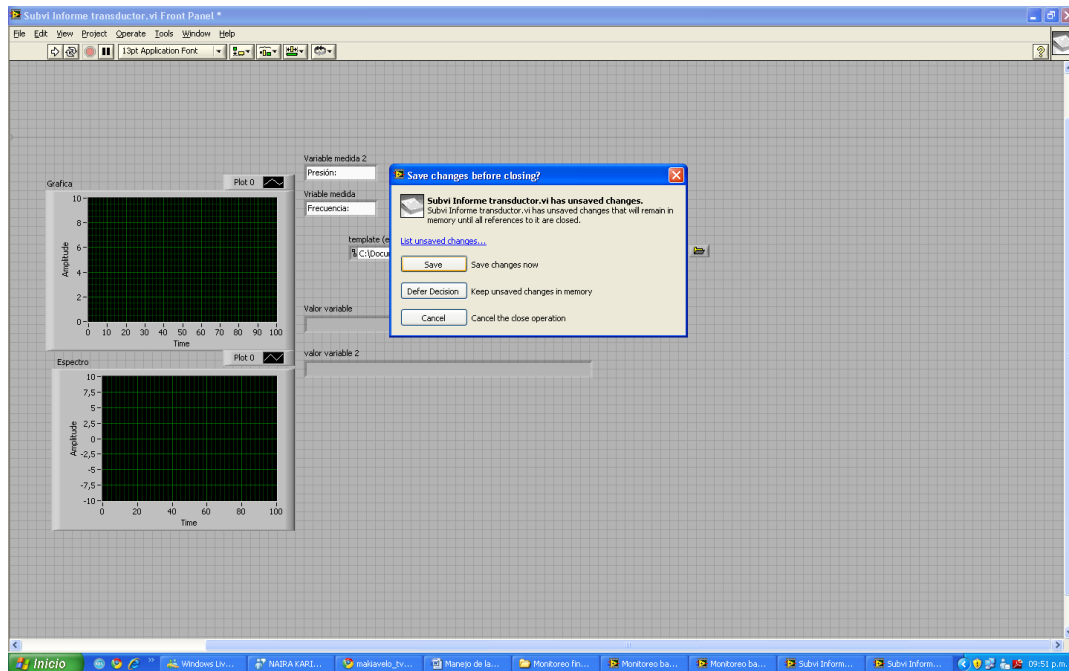 Subvi Informe transductor.vi Front Panel *
File Edit View Project Operate Tools Window Help
13pt Application Font
?
Variable medida 2
Presión:
Vriable medida
Frecuencia:
template (e
C:\Docu
Valor variable
valor variable 2
Grafica
Plot 0
10
8
6
4
2
0
Amplitude
0 10 20 30 40 50 60 70 80 90 100
Time
Espectro
Plot 0
10
7,5
5
2,5
0
-2,5
-5
-7,5
-10
Amplitude
0 20 40 60 80 100
Time
Save changes before closing?
Subvi Informe transductor.vi has unsaved changes.
Subvi Informe transductor.vi has unsaved changes that will remain in
memory until all references to it are closed.
List unsaved changes...
Save Save changes now
Defer Decision Keep unsaved changes in memory
Cancel Cancel the close operation
Inicio Windows Liv... NAIRA KARI... makiavelo_tv... Manejo de la... Monitoreo fin... Monitoreo ba... Monitoreo ba... Subvi Inform... Subvi Inform... 09:51 p.m.